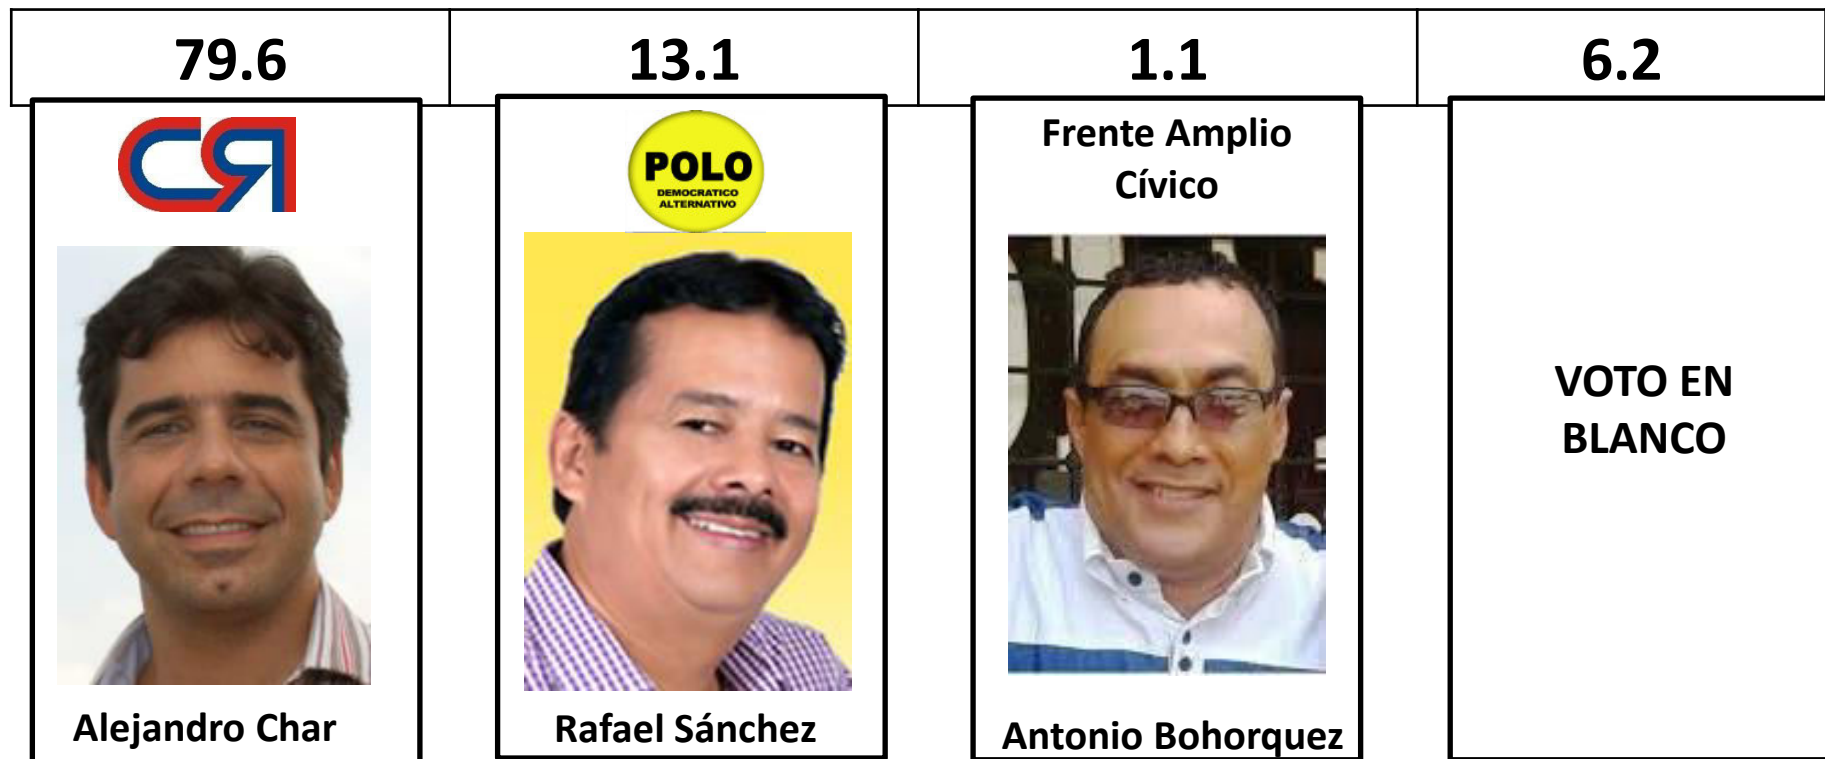 79.6
13.1
1.1
6.2
CR
POLO
DEMOCRATICO
ALTERNATIVO
Frente Amplio
Cívico
VOTO EN
BLANCO
Alejandro Char
Rafael Sánchez
Antonio Bohorquez